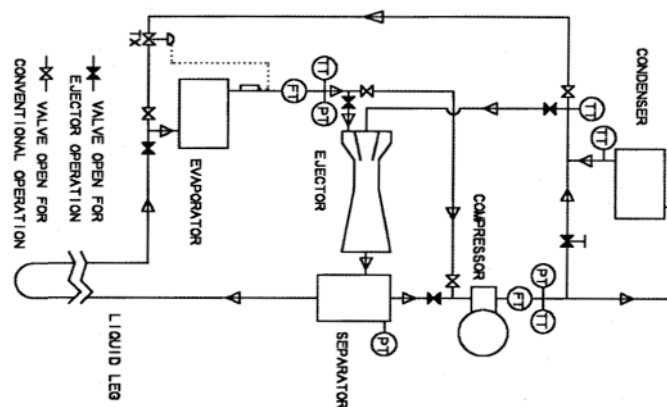 CONDENSER
TT
TT
COMPRESSOR
PT
TT
FT
TT
PT
FT
EJECTOR
SEPARATOR
PT
EVAPORATOR
TX
LIQUID LEG
VALVE OPEN FOR
EJECTOR OPERATION
VALVE OPEN FOR
CONVENTIONAL OPERATION